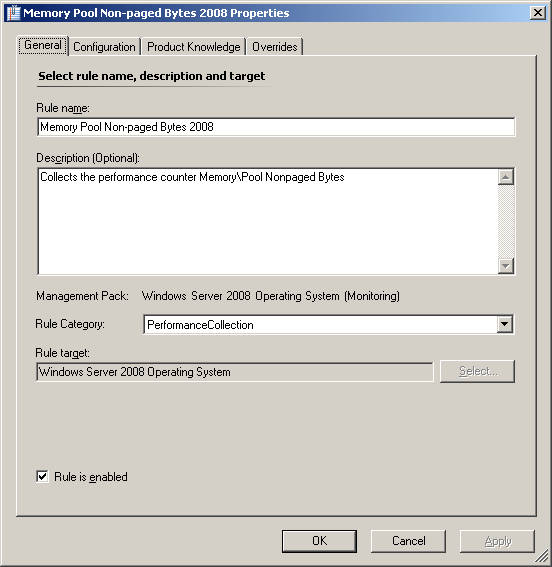 Memory Pool Non-paged Bytes 2008 Properties
General Configuration Product Knowledge Overrides
Select rule name, description and target
Rule name:
Memory Pool Non-paged Bytes 2008
Description (Optional):
Collects the performance counter Memory\Pool Nonpaged Bytes
Management Pack: Windows Server 2008 Operating System (Monitoring)
Rule Category: PerformanceCollection
Rule target:
Windows Server 2008 Operating System Select...
Rule is enabled
OK Cancel Apply